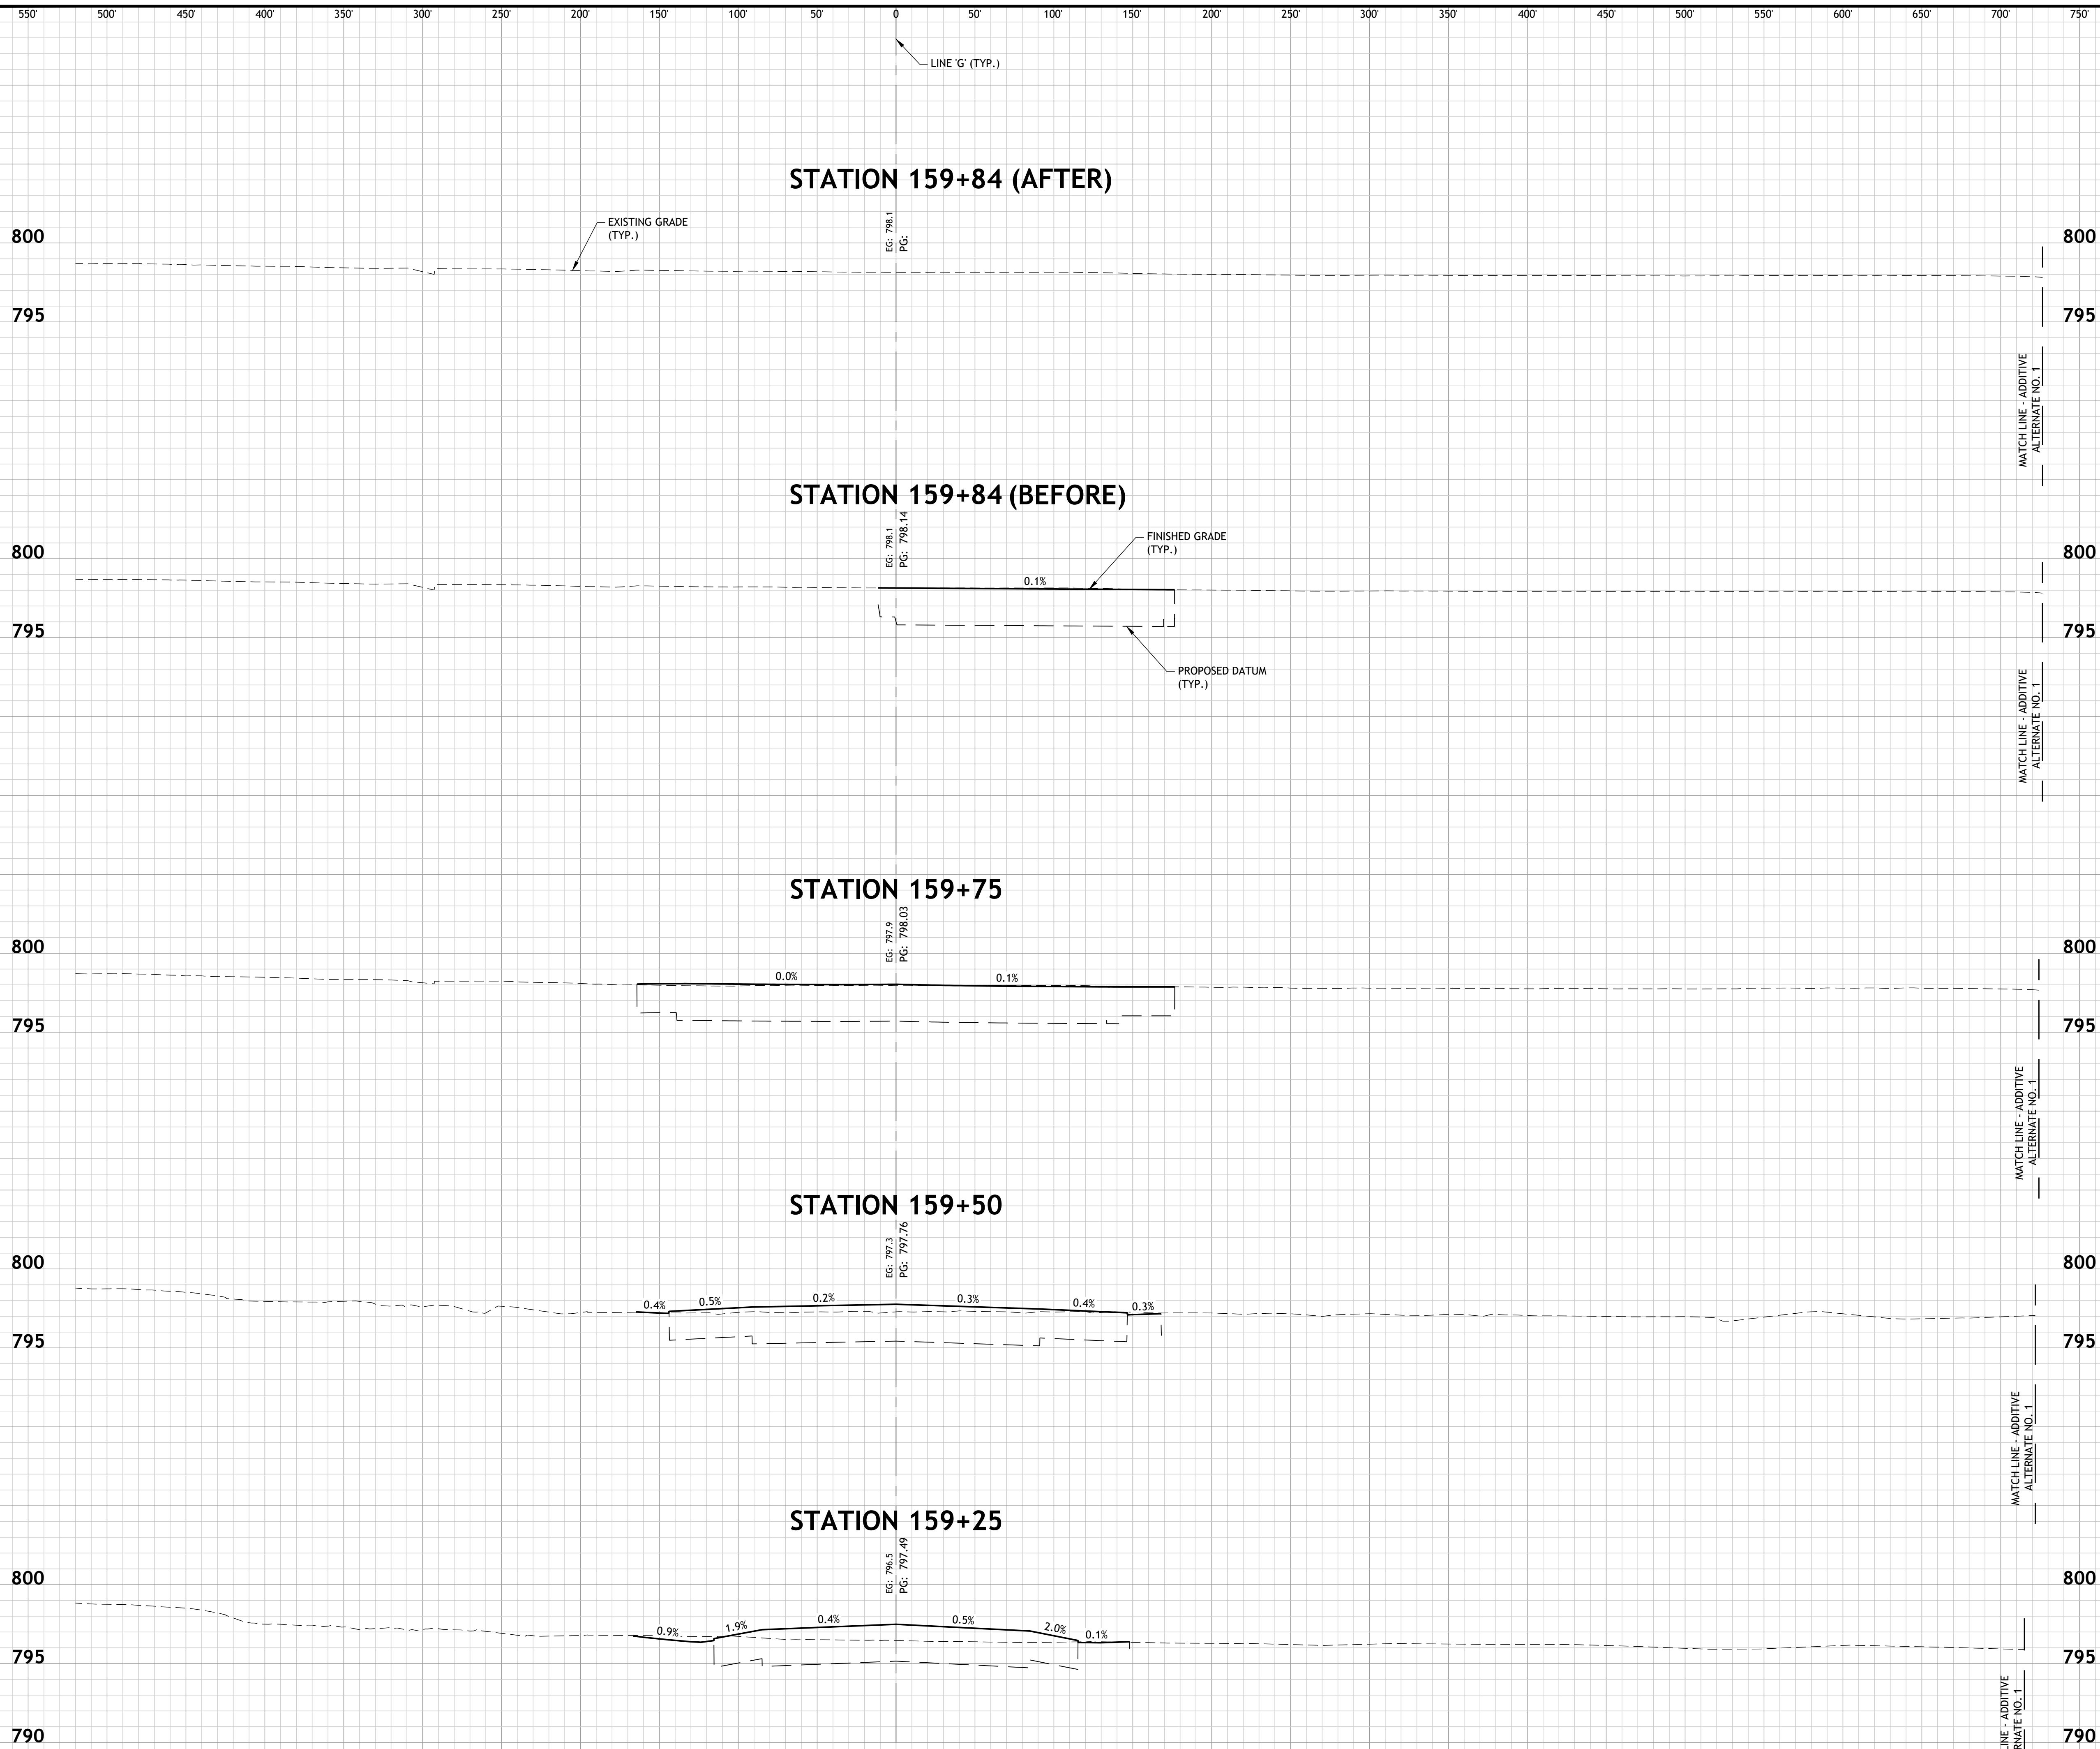 550' 500' 450' 400' 350' 300' 250' 200' 150' 100' 50' 0 50' 100' 150' 200' 250' 300' 350' 400' 450' 500' 550' 600' 650' 700' 750'
LINE 'G' (TYP.)
STATION 159+84 (AFTER)
EG: 798.1
PG:
EXISTING GRADE
(TYP.)
800 800
795 795
MATCH LINE - ADDITIVE
ALTERNATE NO. 1
STATION 159+84 (BEFORE)
EG: 798.1
PG: 798.14
FINISHED GRADE
(TYP.)
800 800
0.1%
795 795
PROPOSED DATUM
(TYP.)
MATCH LINE - ADDITIVE
ALTERNATE NO. 1
STATION 159+75
EG: 797.9
PG: 798.03
800 800
0.0% 0.1%
795 795
MATCH LINE - ADDITIVE
ALTERNATE NO. 1
STATION 159+50
EG: 797.3
PG: 797.76
800 800
0.4% 0.5% 0.2% 0.3% 0.4% 0.3%
795 795
MATCH LINE - ADDITIVE
ALTERNATE NO. 1
STATION 159+25
EG: 796.5
PG: 797.49
800 800
0.9% 1.9% 0.4% 0.5% 2.0% 0.1%
795 795
LINE - ADDITIVE
RNATE NO. 1
790 790